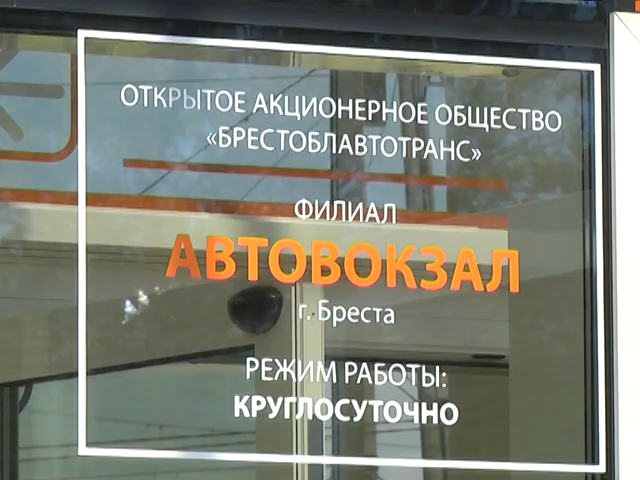 ОТКРЫТОЕ АКЦИОНЕРНОЕ ОБЩЕСТВО
«БРЕСТОБЛАВТОТРАНС»
ФИЛИАЛ
АВТОВОКЗАЛ
г. Бреста
РЕЖИМ РАБОТЫ:
КРУГЛОСУТОЧНО